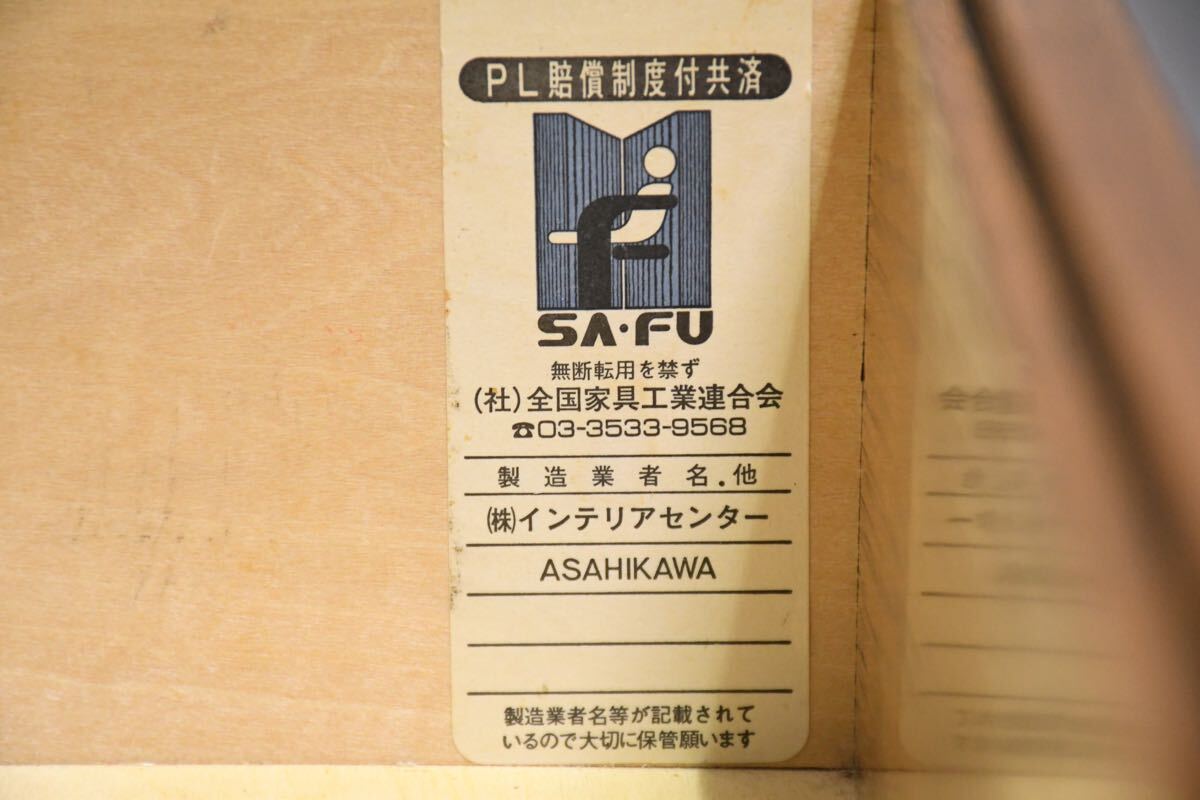 PL賠償制度付共済
SA・FU
無断転用を禁ず
(社)全国家具工業連合会
☎03-3533-9568
製造業者名.他
(株)インテリアセンター
ASAHIKAWA
製造業者名等が記載されて
いるので大切に保管願います